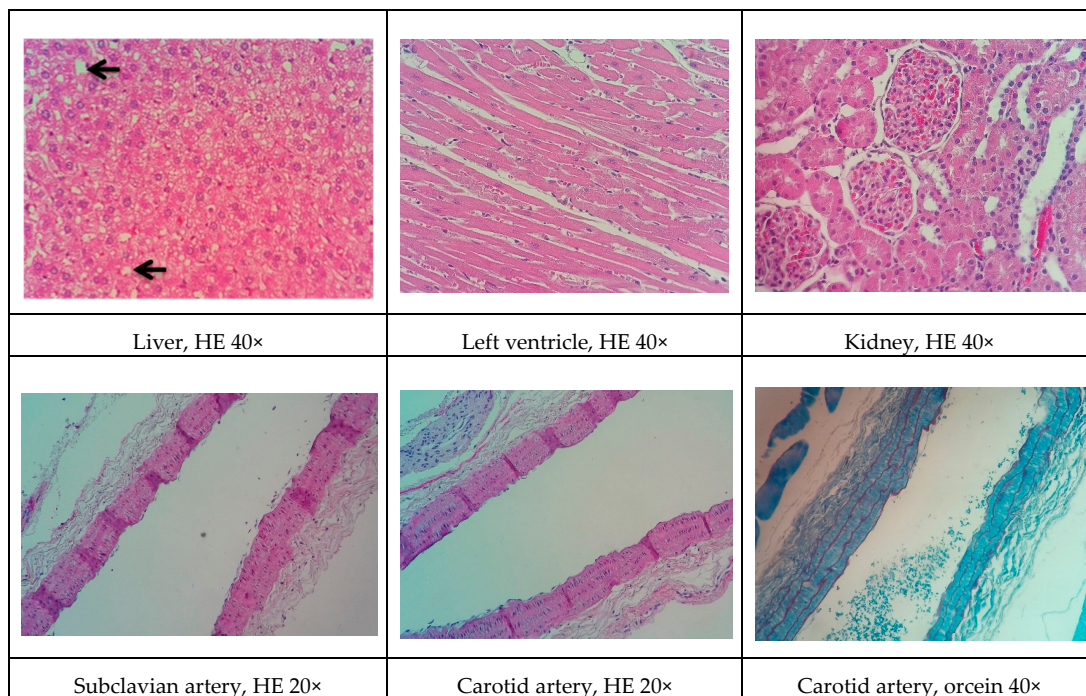 Liver, HE 40×
Left ventricle, HE 40×
Kidney, HE 40×
Subclavian artery, HE 20×
Carotid artery, HE 20×
Carotid artery, orcein 40×